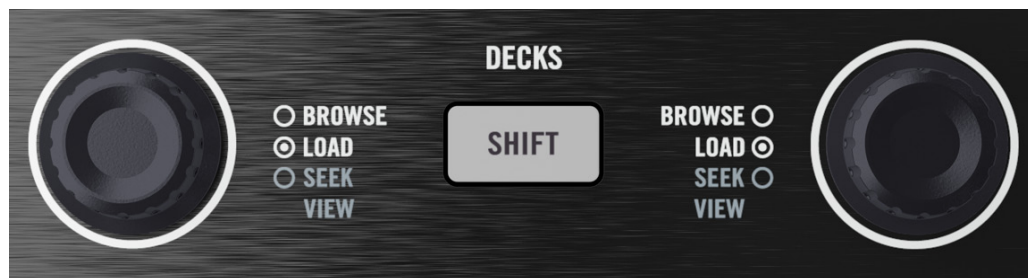 DECKS
BROWSE
LOAD
SEEK
VIEW
SHIFT
BROWSE
LOAD
SEEK
VIEW